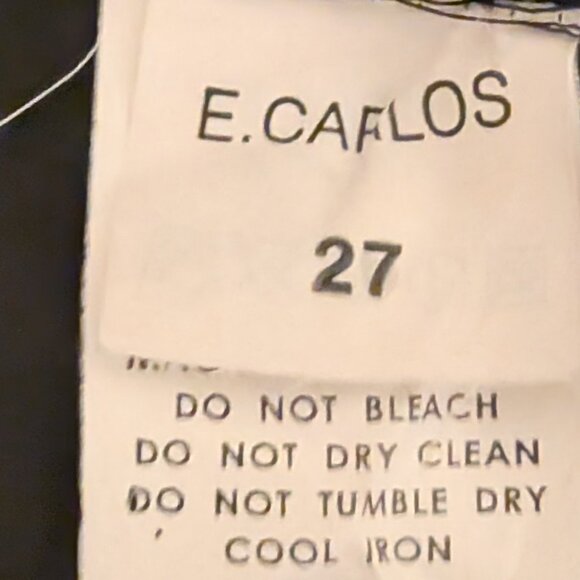 E.CARLOS
27
DO NOT BLEACH
DO NOT DRY CLEAN
DO NOT TUMBLE DRY
COOL IRON